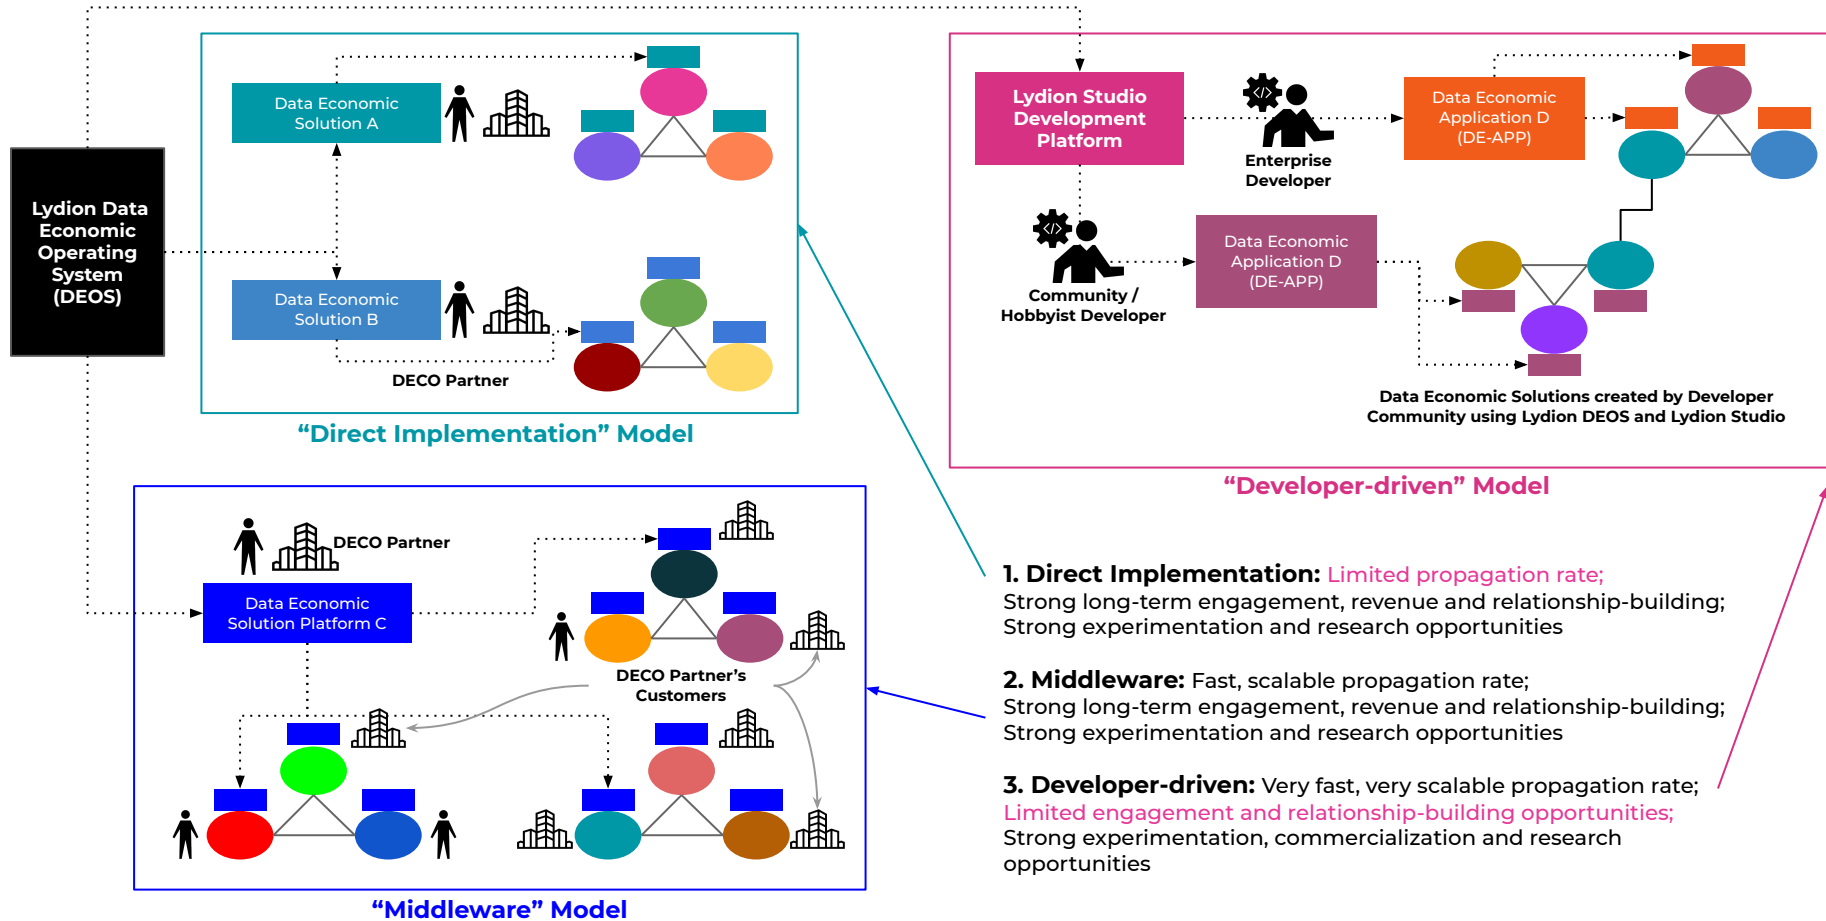 Lydion Data
Economic
Operating
System
(DEOS)
Data Economic
Solution A
Data Economic
Solution B
DECO Partner
“Direct Implementation” Model
Lydion Studio
Development
Platform
</>
Enterprise
Developer
Data Economic
Application D
(DE-APP)
</>
Community /
Hobbyist Developer
Data Economic
Application D
(DE-APP)
Data Economic Solutions created by Developer
Community using Lydion DEOS and Lydion Studio
“Developer-driven” Model
DECO Partner
Data Economic
Solution Platform C
DECO Partner’s
Customers
“Middleware” Model
1. Direct Implementation: Limited propagation rate;
Strong long-term engagement, revenue and relationship-building;
Strong experimentation and research opportunities
2. Middleware: Fast, scalable propagation rate;
Strong long-term engagement, revenue and relationship-building;
Strong experimentation and research opportunities
3. Developer-driven: Very fast, very scalable propagation rate;
Limited engagement and relationship-building opportunities;
Strong experimentation, commercialization and research
opportunities